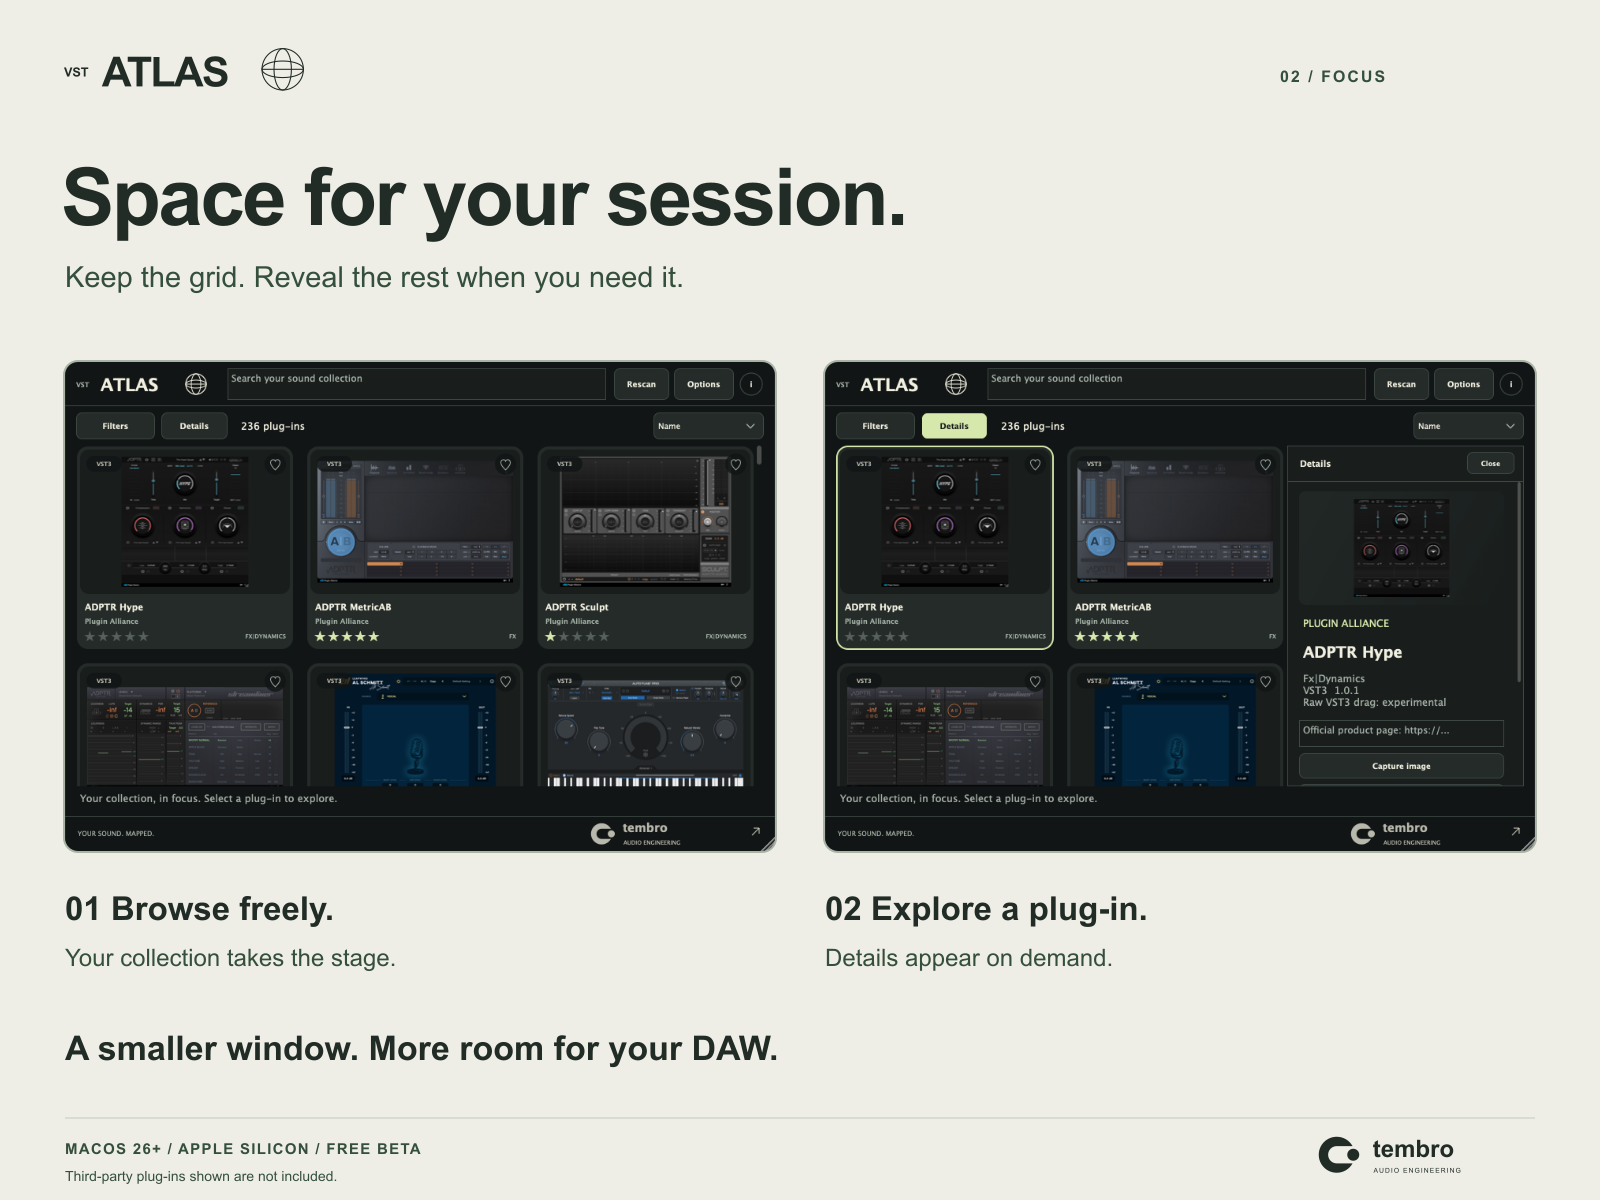 VST ATLAS
02 / FOCUS
Space for your session.
Keep the grid. Reveal the rest when you need it.
VST ATLAS
Search your sound collection
Rescan
Options
i
Filters
Details
236 plug-ins
Name
VST3
VST3
VST3
ADPTR Hype
Plugin Alliance
FX|DYNAMICS
ADPTR MetricAB
Plugin Alliance
FX
ADPTR Sculpt
Plugin Alliance
FX|DYNAMICS
VST3
VST3
VST3
Your collection, in focus. Select a plug-in to explore.
YOUR SOUND. MAPPED.
tembro
AUDIO ENGINEERING
VST ATLAS
Search your sound collection
Rescan
Options
i
Filters
Details
236 plug-ins
Name
VST3
VST3
ADPTR Hype
Plugin Alliance
FX|DYNAMICS
ADPTR MetricAB
Plugin Alliance
FX
VST3
VST3
Details
Close
PLUGIN ALLIANCE
ADPTR Hype
Fx|Dynamics
VST3 1.0.1
Raw VST3 drag: experimental
Official product page: https://...
Capture image
Your collection, in focus. Select a plug-in to explore.
YOUR SOUND. MAPPED.
tembro
AUDIO ENGINEERING
01 Browse freely.
Your collection takes the stage.
02 Explore a plug-in.
Details appear on demand.
A smaller window. More room for your DAW.
MACOS 26+ / APPLE SILICON / FREE BETA
Third-party plug-ins shown are not included.
tembro
AUDIO ENGINEERING